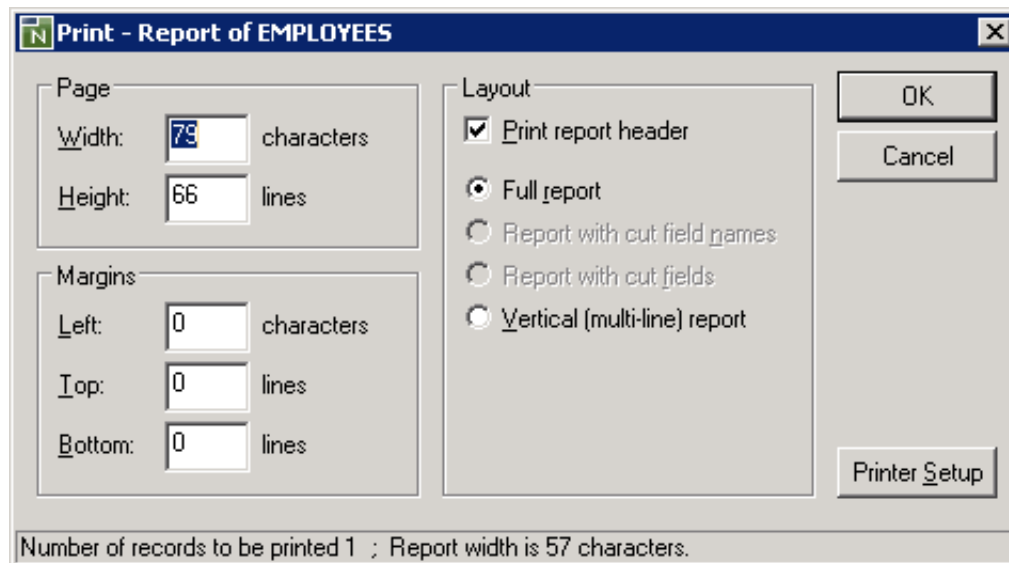 Print - Report of EMPLOYEES
Page
Width: 79 characters
Height: 66 lines
Margins
Left: 0 characters
Top: 0 lines
Bottom: 0 lines
Layout
Print report header
Full report
Report with cut field names
Report with cut fields
Vertical (multi-line) report
OK
Cancel
Printer Setup
Number of records to be printed 1 ; Report width is 57 characters.